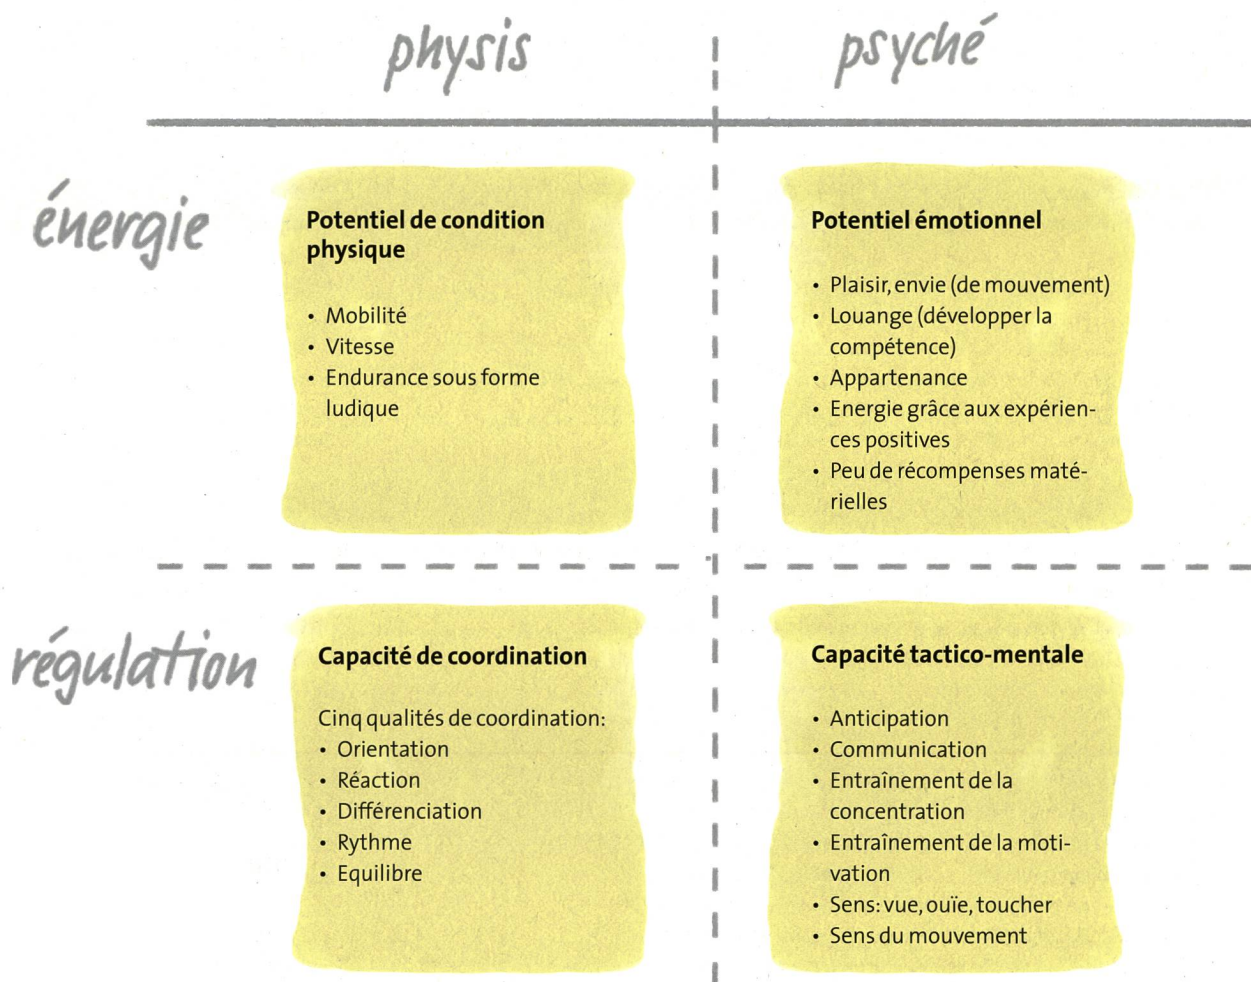 physis
psyché
énergie
Potentiel de condition
physique
• Mobilité
• Vitesse
• Endurance sous forme
ludique
Potentiel émotionnel
• Plaisir, envie (de mouvement)
• Louange (développer la
compétence)
• Appartenance
• Energie grâce aux expérien-
ces positives
• Peu de récompenses maté-
rielles
régulation
Capacité de coordination
Cinq qualités de coordination:
• Orientation
• Réaction
• Différenciation
• Rythme
• Equilibre
Capacité tactico-mentale
• Anticipation
• Communication
• Entraînement de la
concentration
• Entraînement de la moti-
vation
• Sens: vue, ouïe, toucher
• Sens du mouvement